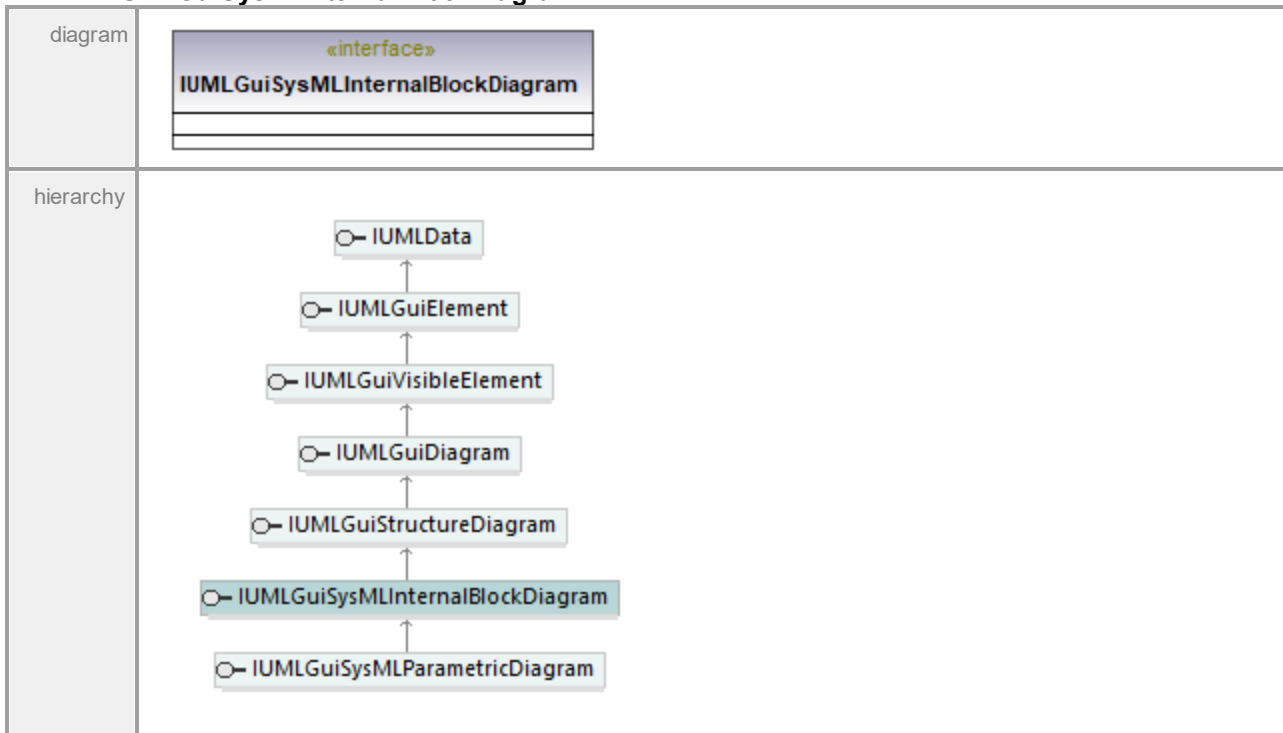 diagram
«interface»
IUMLGuiSysMLInternalBlockDiagram
hierarchy
IUMLData
IUMLGuiElement
IUMLGuiVisibleElement
IUMLGuiDiagram
IUMLGuiStructureDiagram
IUMLGuiSysMLInternalBlockDiagram
IUMLGuiSysMLParametricDiagram